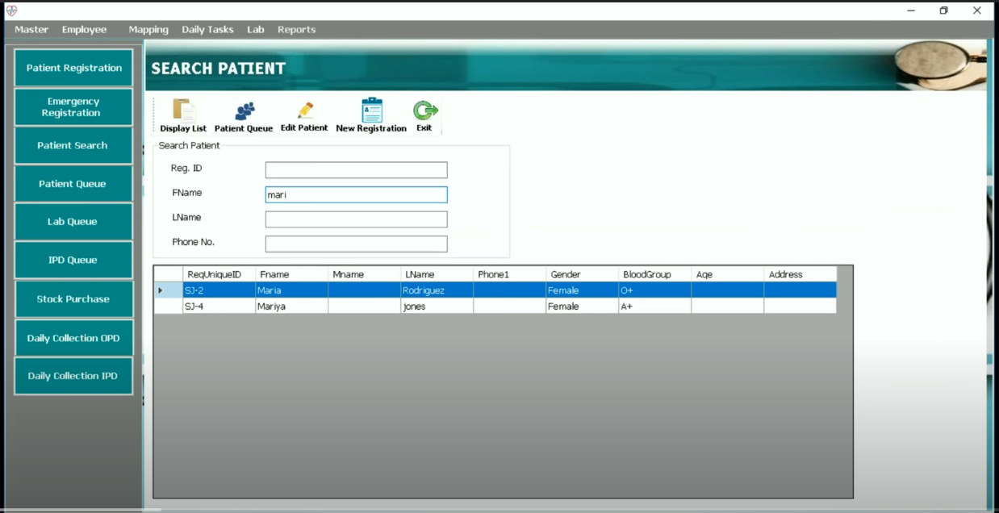 Master Employee Mapping Daily Tasks Lab Reports
Patient Registration
Emergency
Registration
Patient Search
Patient Queue
Lab Queue
IPD Queue
Stock Purchase
Daily Collection OPD
Daily Collection IPD
SEARCH PATIENT
Display List Patient Queue Edit Patient New Registration Exit
Search Patient
Reg. ID
FName mari
LName
Phone No.
RegUniqueID Fname Mname LName Phone1 Gender BloodGroup Age Address
SJ-2 Maria Rodriguez Female O+
SJ-4 Mariya jones Female A+